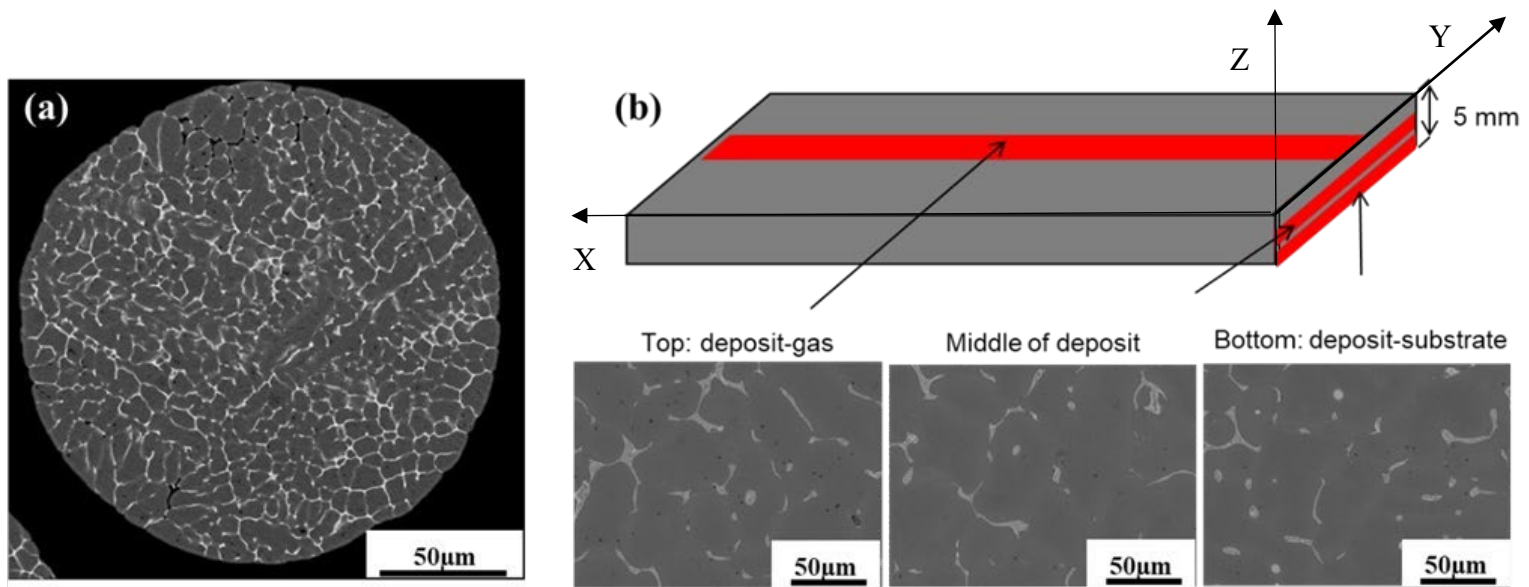 (a)
50μm
(b)
Z
Y
5 mm
X
Top: deposit-gas
Middle of deposit
Bottom: deposit-substrate
50μm
50μm
50μm